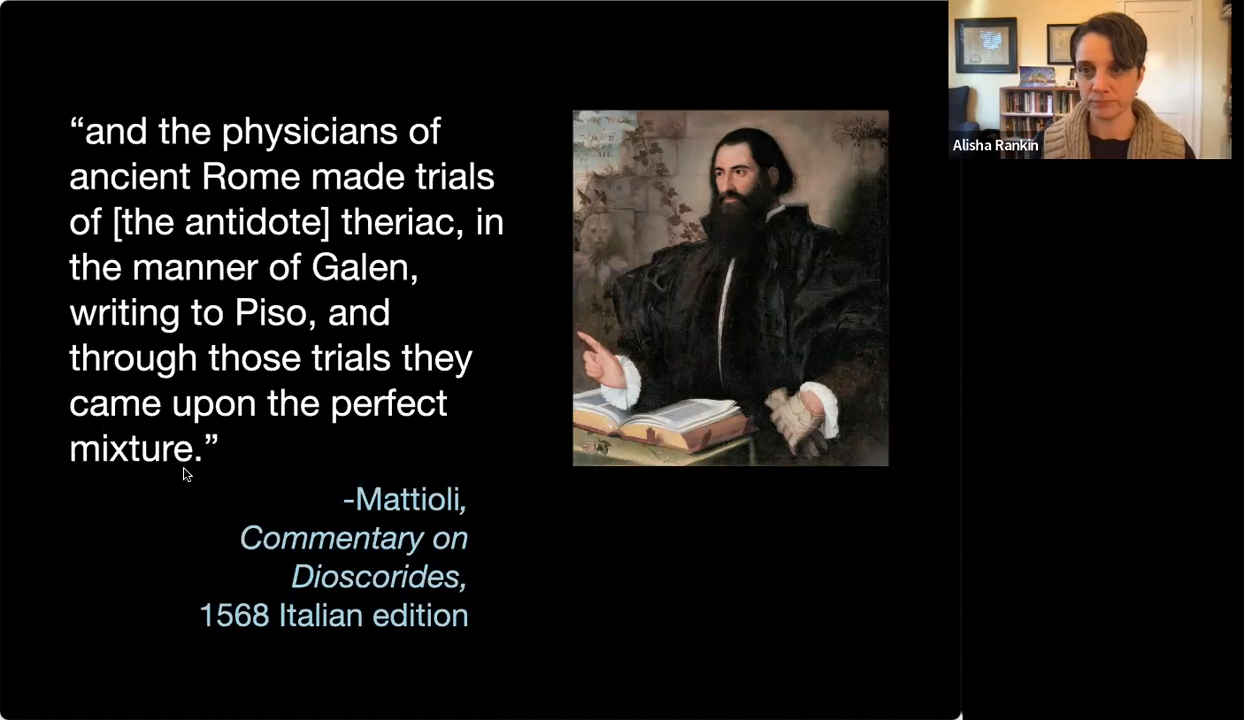 “and the physicians of
ancient Rome made trials
of [the antidote] theriac, in
the manner of Galen,
writing to Piso, and
through those trials they
came upon the perfect
mixture.”
-Mattioli,
Commentary on
Dioscorides,
1568 Italian edition
Alisha Rankin